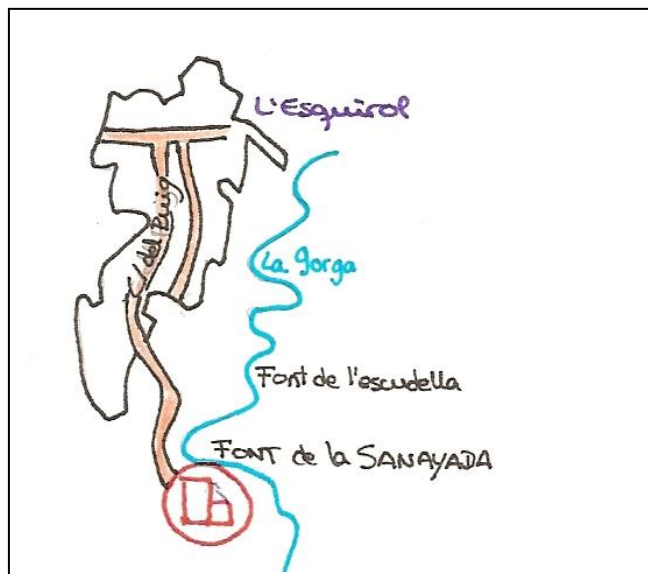 L'Esquirol
C/ del Puig
La gorga
Font de l'escudella
FONT de la SANAYADA